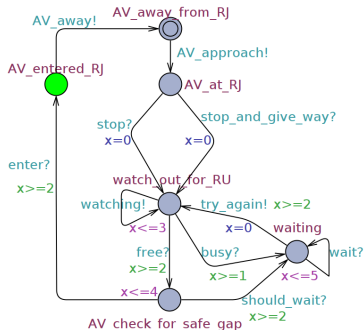 AV_away_from_RJ
AV_away!
AV_approach!
AV_entered_RJ
AV_at_RJ
stop?
x=0
stop_and_give_way?
x=0
enter?
x>=2
watch_out_for_RU
watching!
x<=3
try_again! x>=2
x=0
waiting
free?
x>=2
busy?
x>=1
wait?
x<=5
x<=4
should_wait?
x>=2
AV_check_for_safe_gap